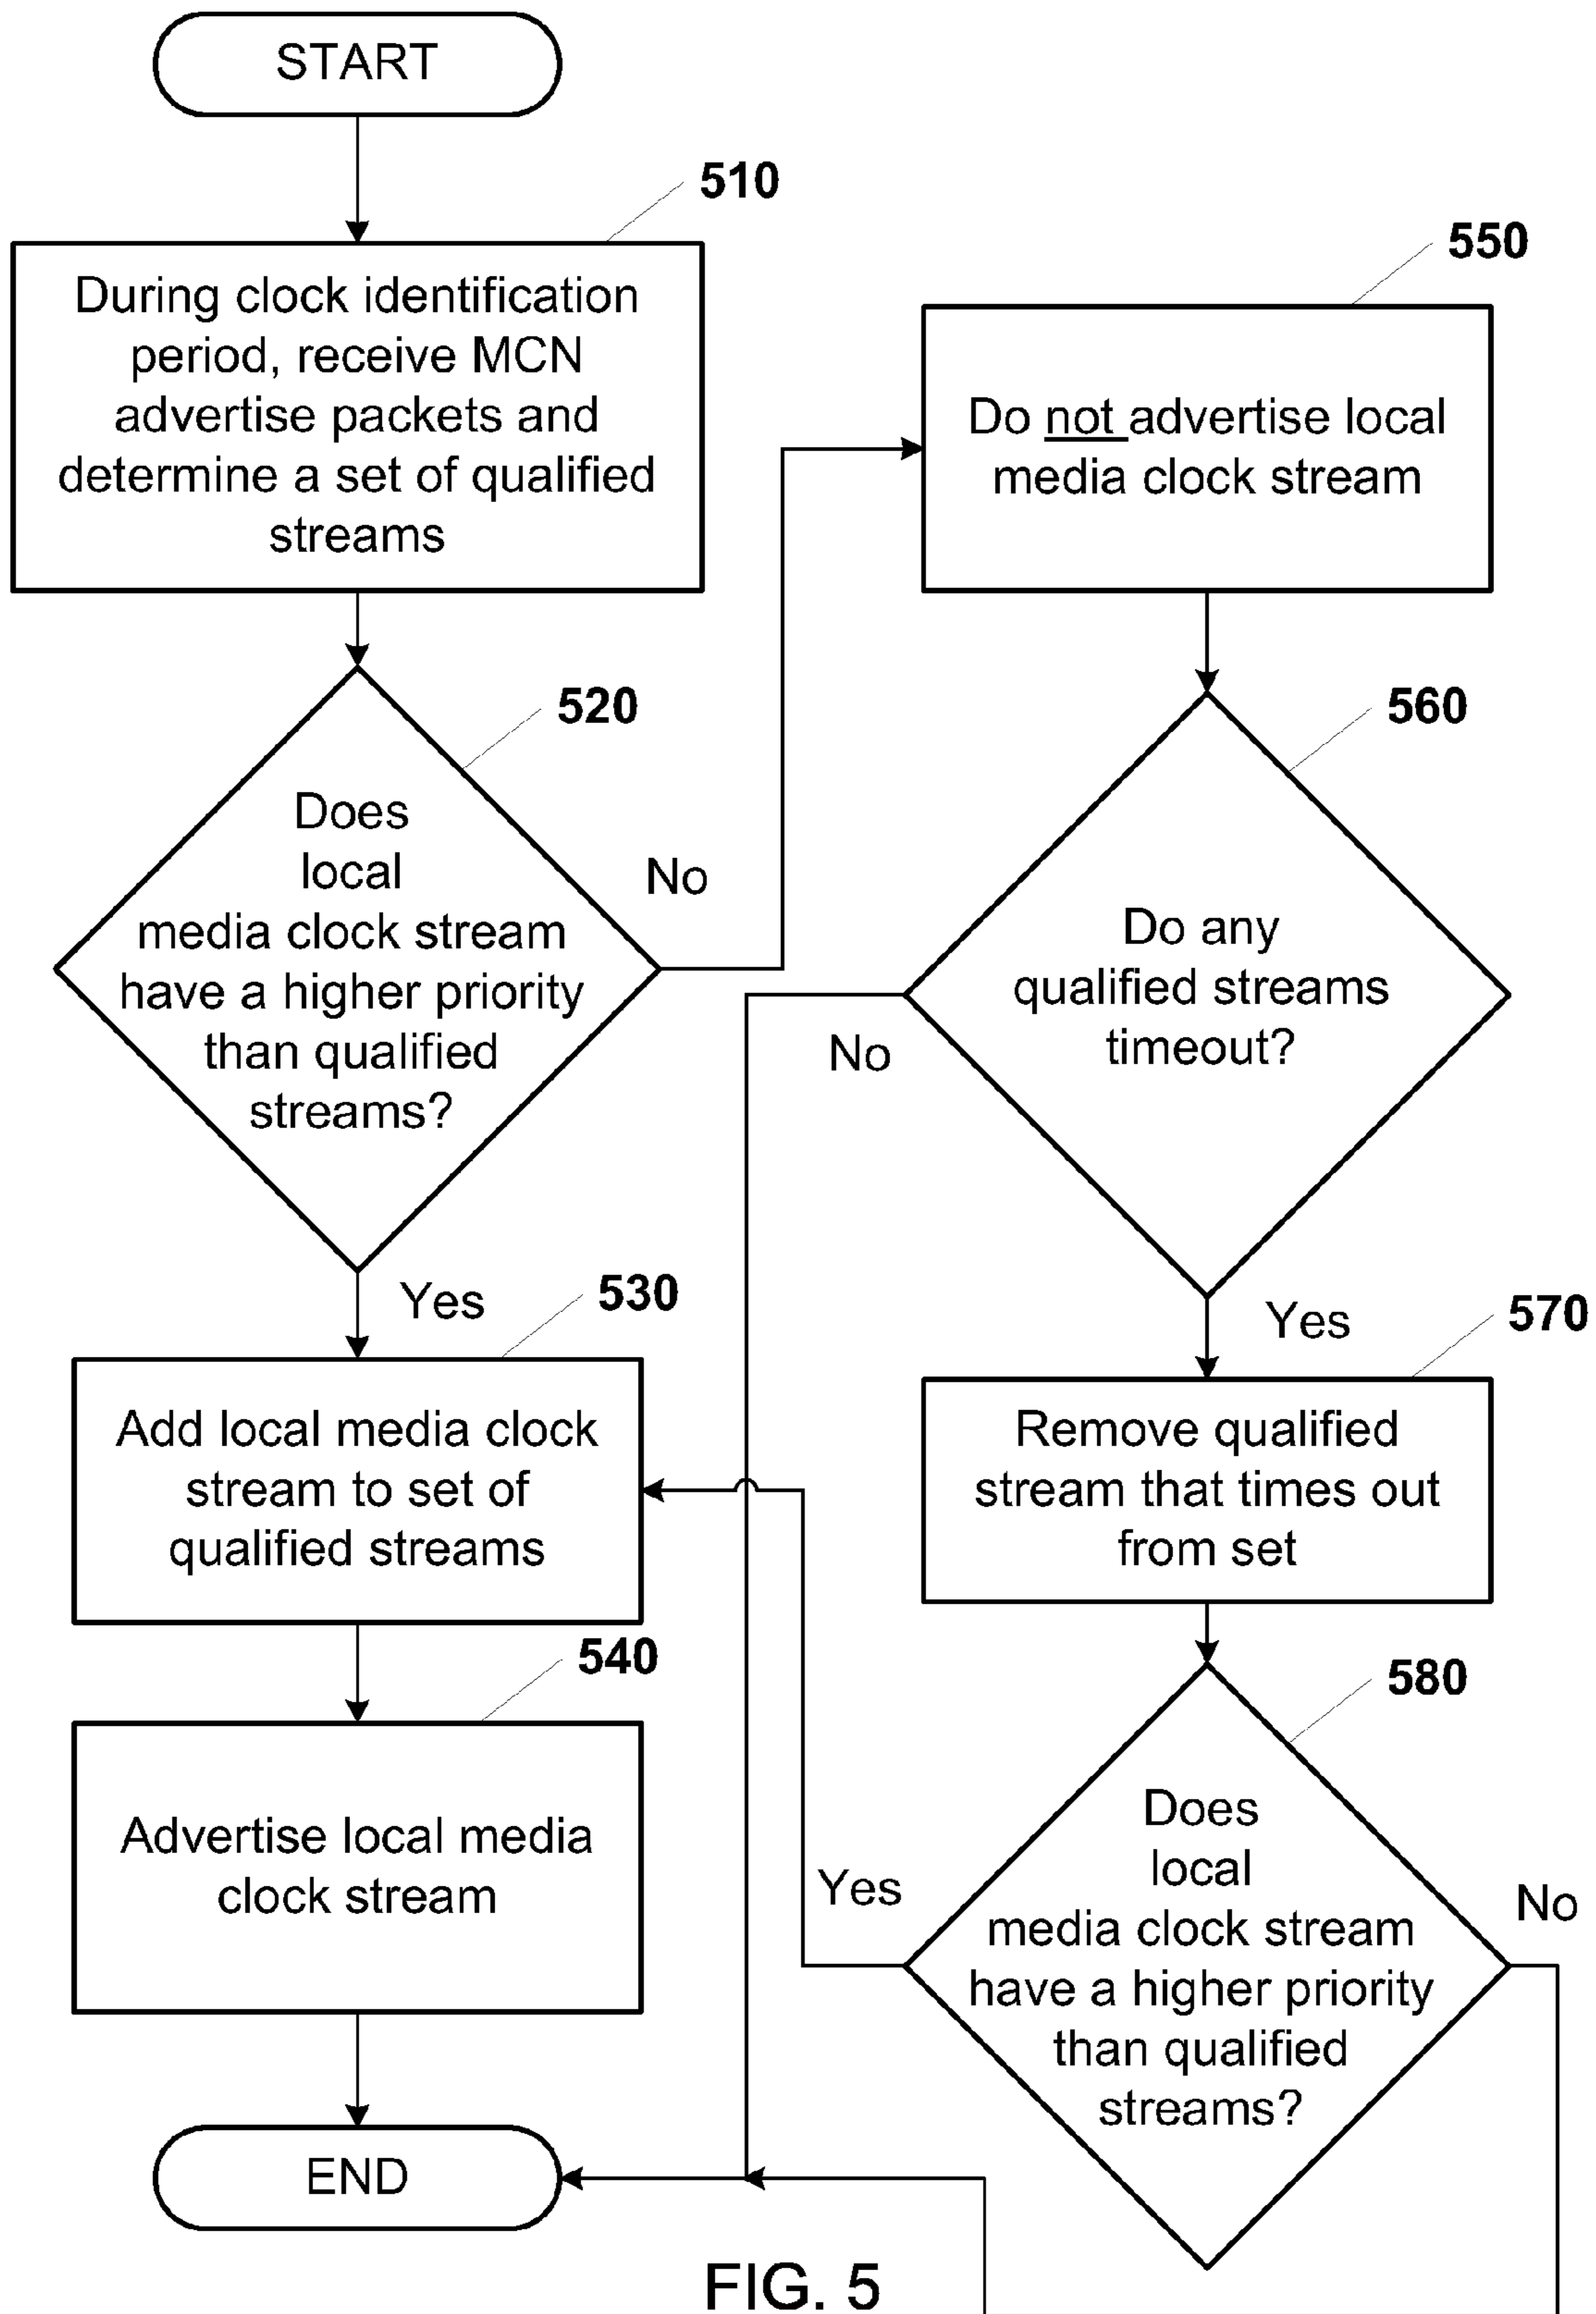 START
510
During clock identification
period, receive MCN
advertise packets and
determine a set of qualified
streams
520
Does
local
media clock stream
have a higher priority
than qualified
streams?
No
Yes
530
Add local media clock
stream to set of
qualified streams
540
Advertise local media
clock stream
END
550
Do not advertise local
media clock stream
560
Do any
qualified streams
timeout?
No
Yes
570
Remove qualified
stream that times out
from set
580
Does
local
media clock stream
have a higher priority
than qualified
streams?
Yes
No
FIG. 5